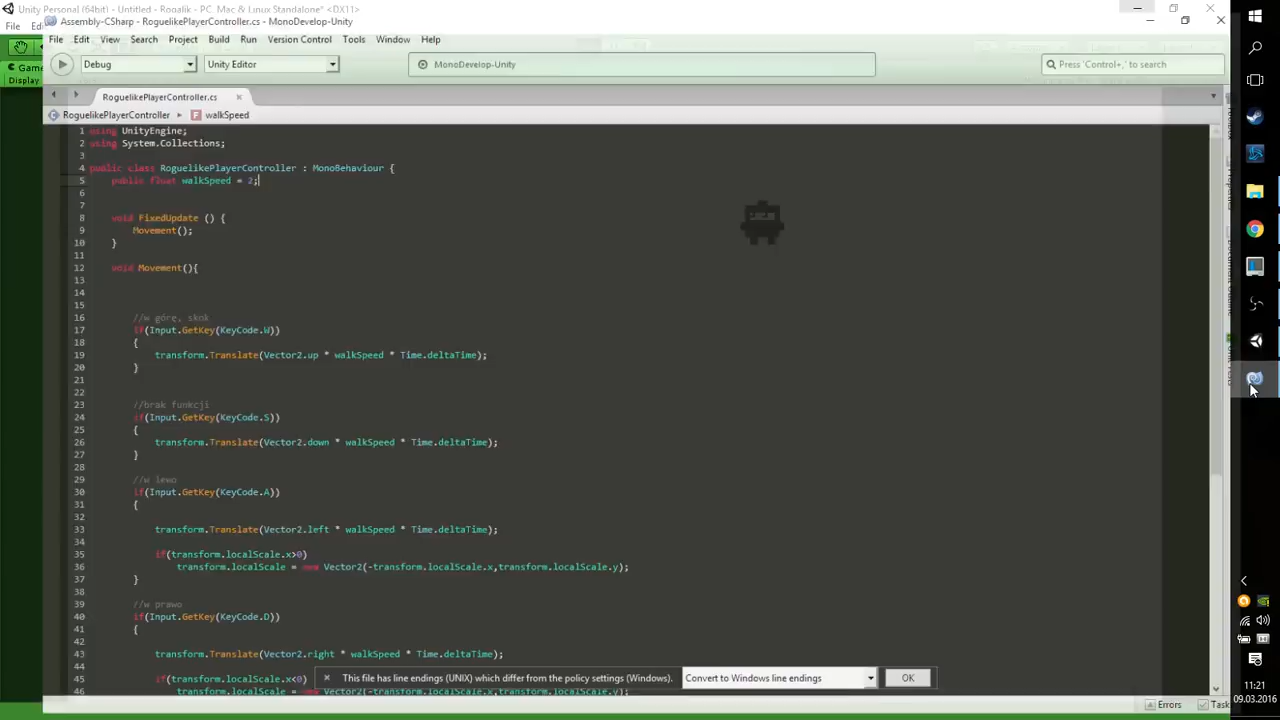 Unity Personal (64bit) - Untitled - Rogalik - PC, Mac & Linux Standalone <DX11>
File
Assembly-CSharp - RoguelikePlayerController.cs - MonoDevelop-Unity
File Edit View Search Project Build Run Version Control Tools Window Help
Debug Unity Editor MonoDevelop-Unity Press 'Control+,' to search
Game
Display
RoguelikePlayerController.cs
RoguelikePlayerController walkSpeed
1 using UnityEngine;
2 using System.Collections;
3
4 public class RoguelikePlayerController : MonoBehaviour {
5 public float walkSpeed = 2;
6
7
8 void FixedUpdate () {
9 Movement();
10 }
11
12 void Movement(){
13
14
15
16 //w górę, skok
17 if(Input.GetKey(KeyCode.W))
18 {
19 transform.Translate(Vector2.up * walkSpeed * Time.deltaTime);
20 }
21
22
23 //brak funkcji
24 if(Input.GetKey(KeyCode.S))
25 {
26 transform.Translate(Vector2.down * walkSpeed * Time.deltaTime);
27 }
28
29 //w lewo
30 if(Input.GetKey(KeyCode.A))
31 {
32
33 transform.Translate(Vector2.left * walkSpeed * Time.deltaTime);
34
35 if(transform.localScale.x>0)
36 transform.localScale = new Vector2(-transform.localScale.x,transform.localScale.y);
37 }
38
39 //w prawo
40 if(Input.GetKey(KeyCode.D))
41 {
42
43 transform.Translate(Vector2.right * walkSpeed * Time.deltaTime);
44
45 if(transform.localScale.x<0)
46 transform.localScale = new Vector2(-transform.localScale.x,transform.localScale.y);
This file has line endings (UNIX) which differ from the policy settings (Windows). Convert to Windows line endings OK
Errors Task
11:21
09.03.2016